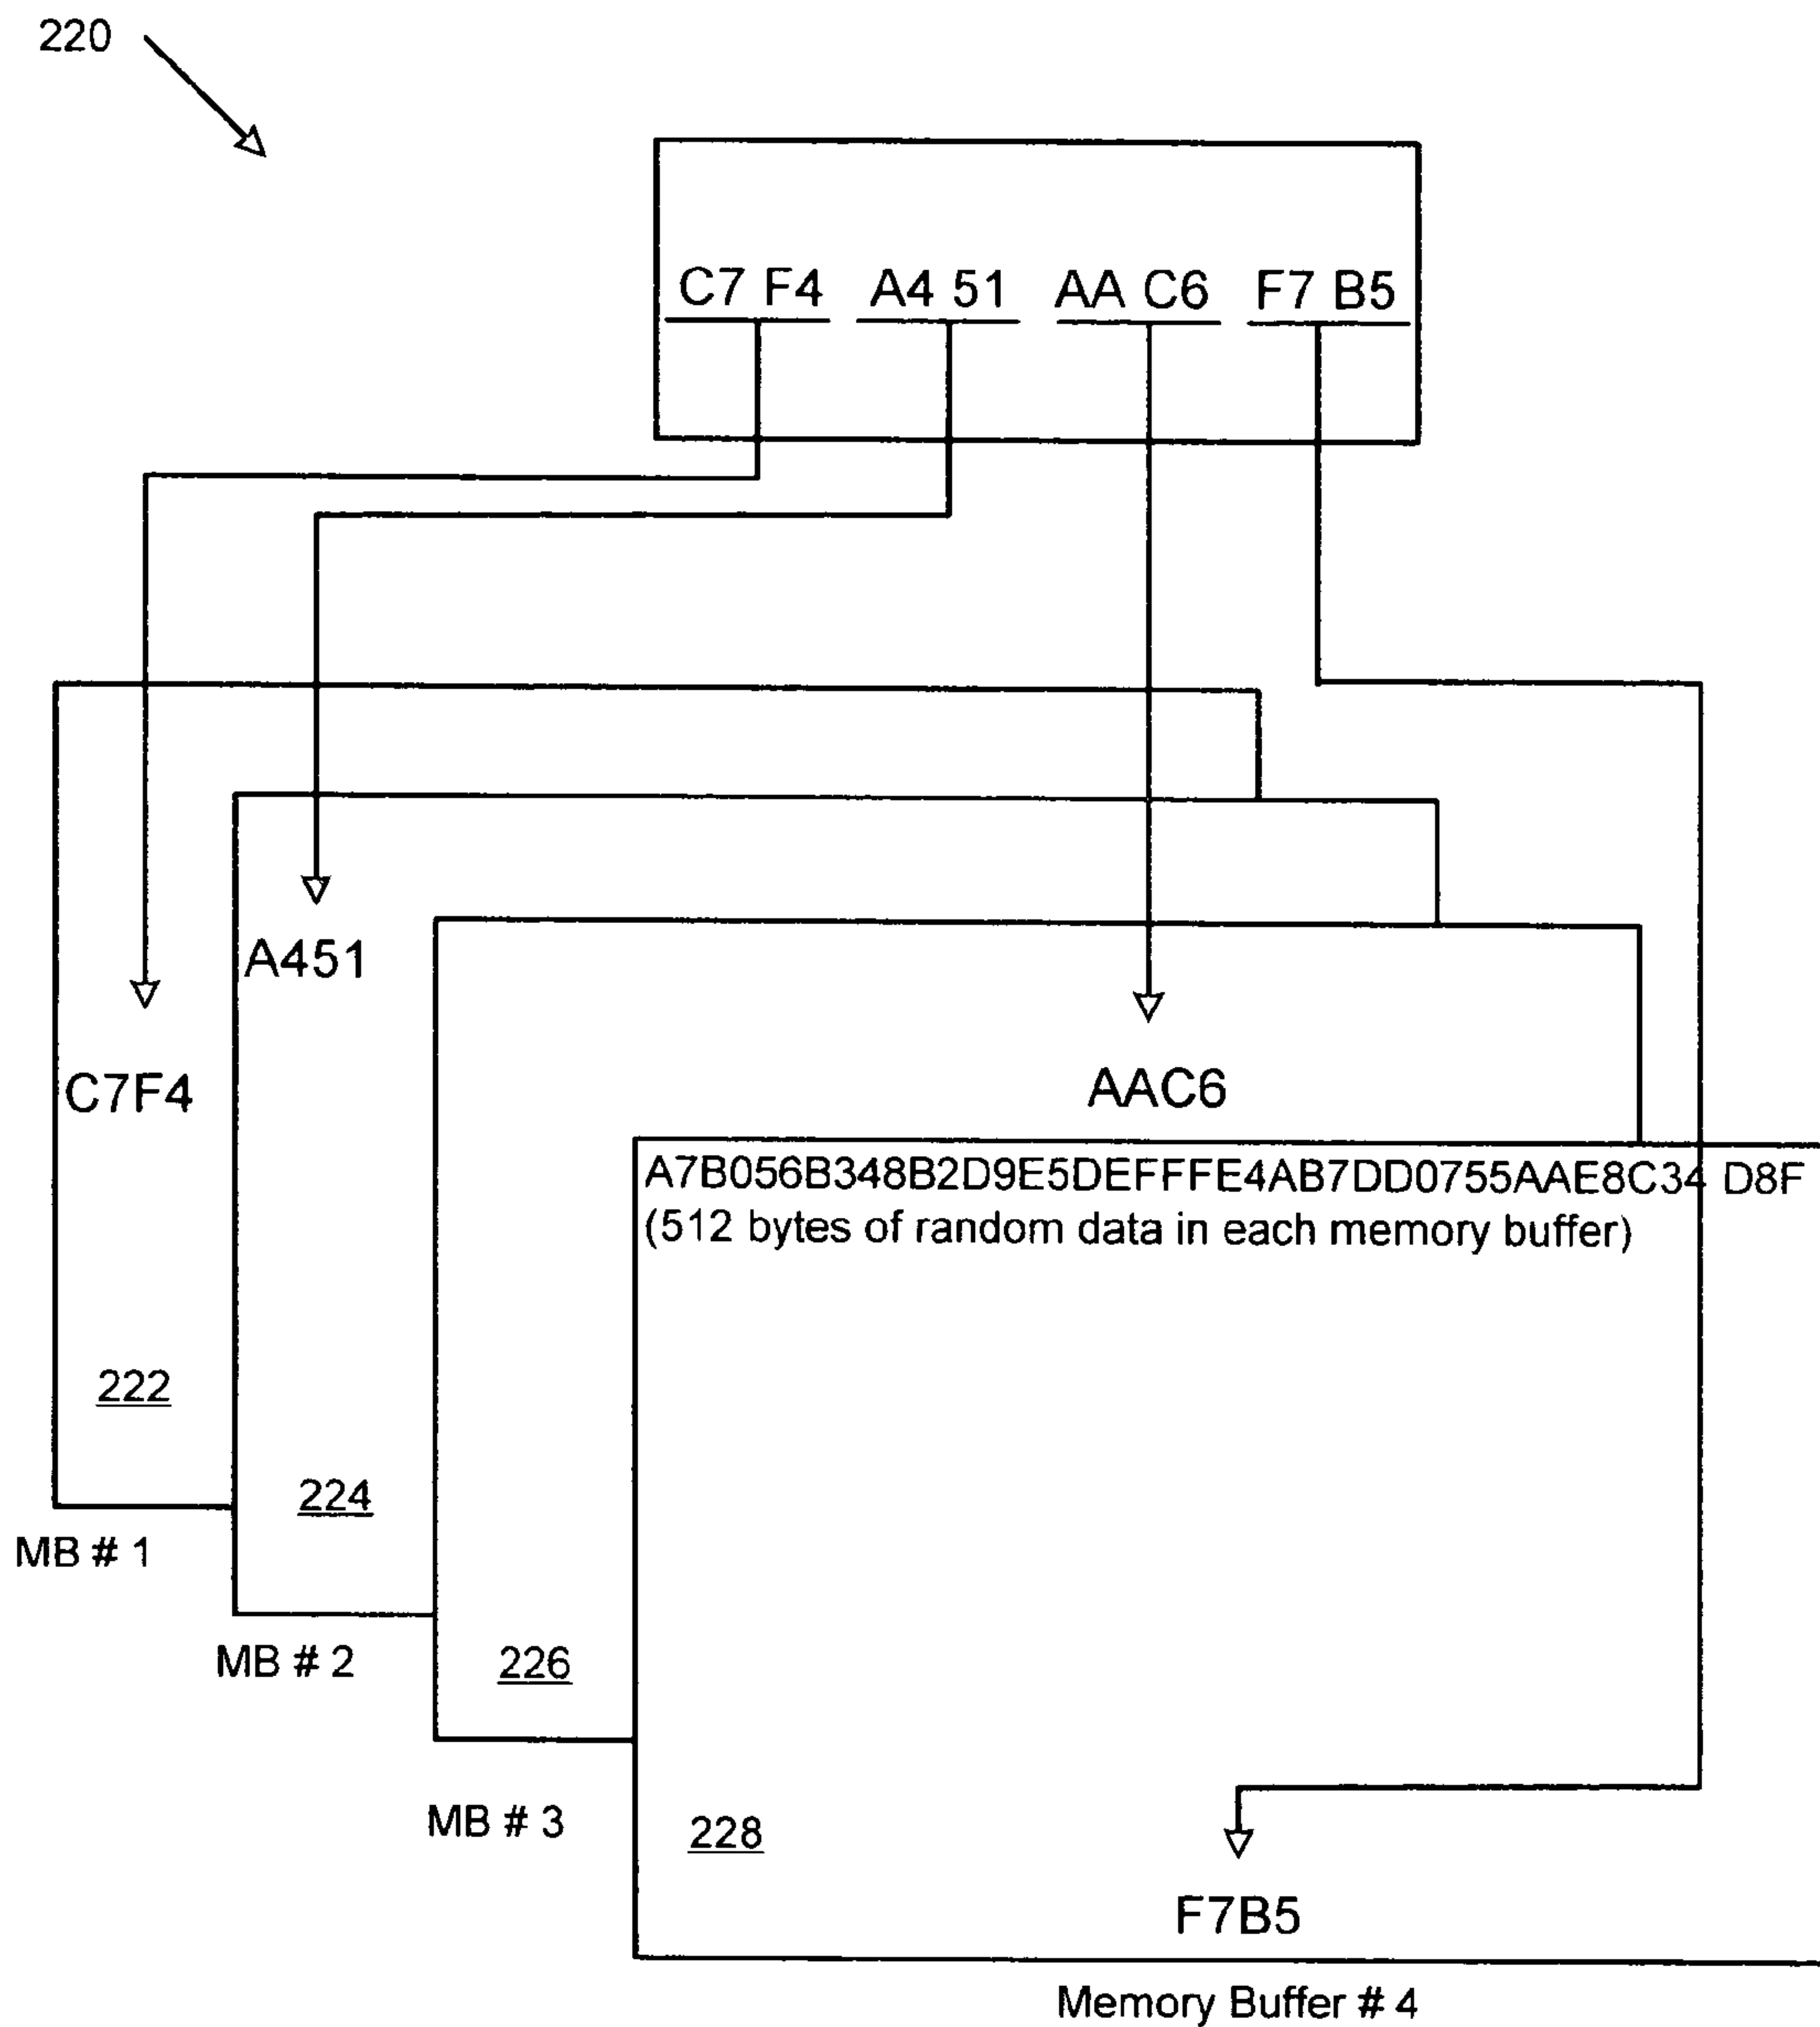 220
C7 F4 A4 51 AA C6 F7 B5
A451
C7F4
AAC6
A7B056B348B2D9E5DEFFFE4AB7DD0755AAE8C34 D8F
(512 bytes of random data in each memory buffer)
222
224
MB # 1
MB # 2
226
MB # 3
228
F7B5
Memory Buffer # 4